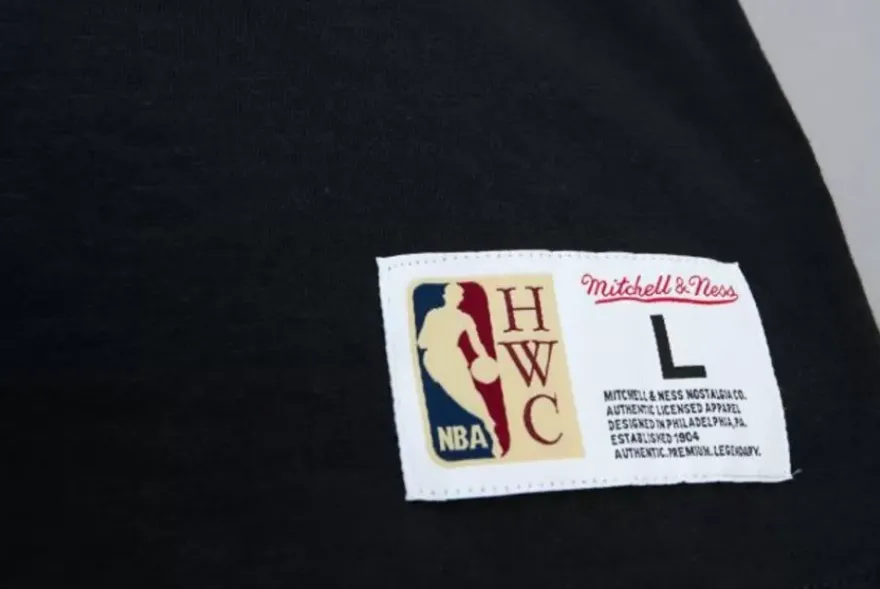 NBA
H
W
C
Mitchell & Ness
L
MITCHELL & NESS NOSTALGIA CO.
AUTHENTIC LICENSED APPAREL
DESIGNED IN PHILADELPHIA, PA.
ESTABLISHED 1904
AUTHENTIC. PREMIUM. LEGENDARY.